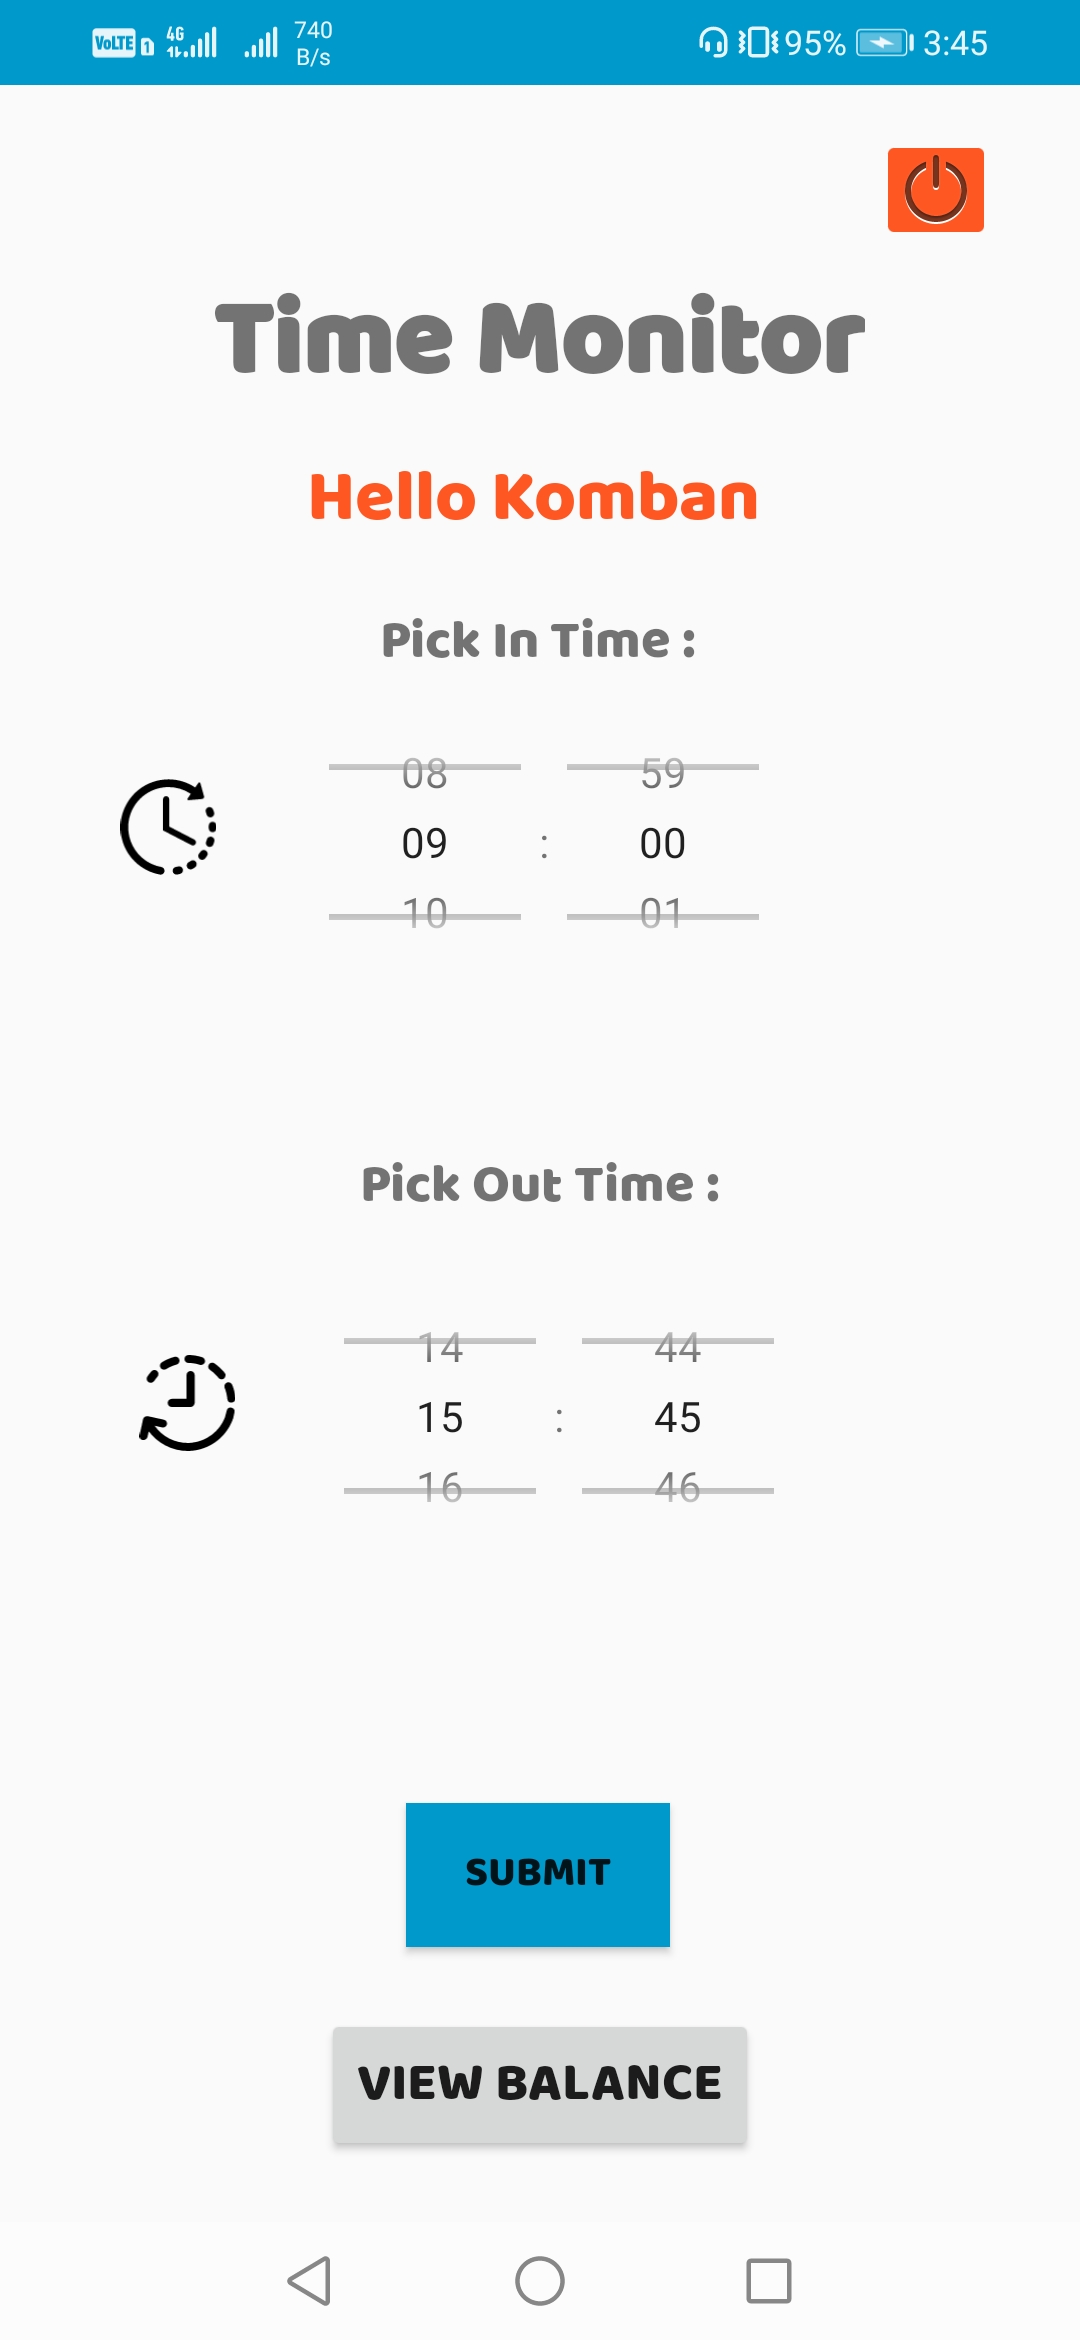 VoLTE 1 4G 740 B/s 95% 3:45
Time Monitor
Hello Komban
Pick In Time :
08 59
09 : 00
10 01
Pick Out Time :
14 44
15 : 45
16 46
SUBMIT
VIEW BALANCE